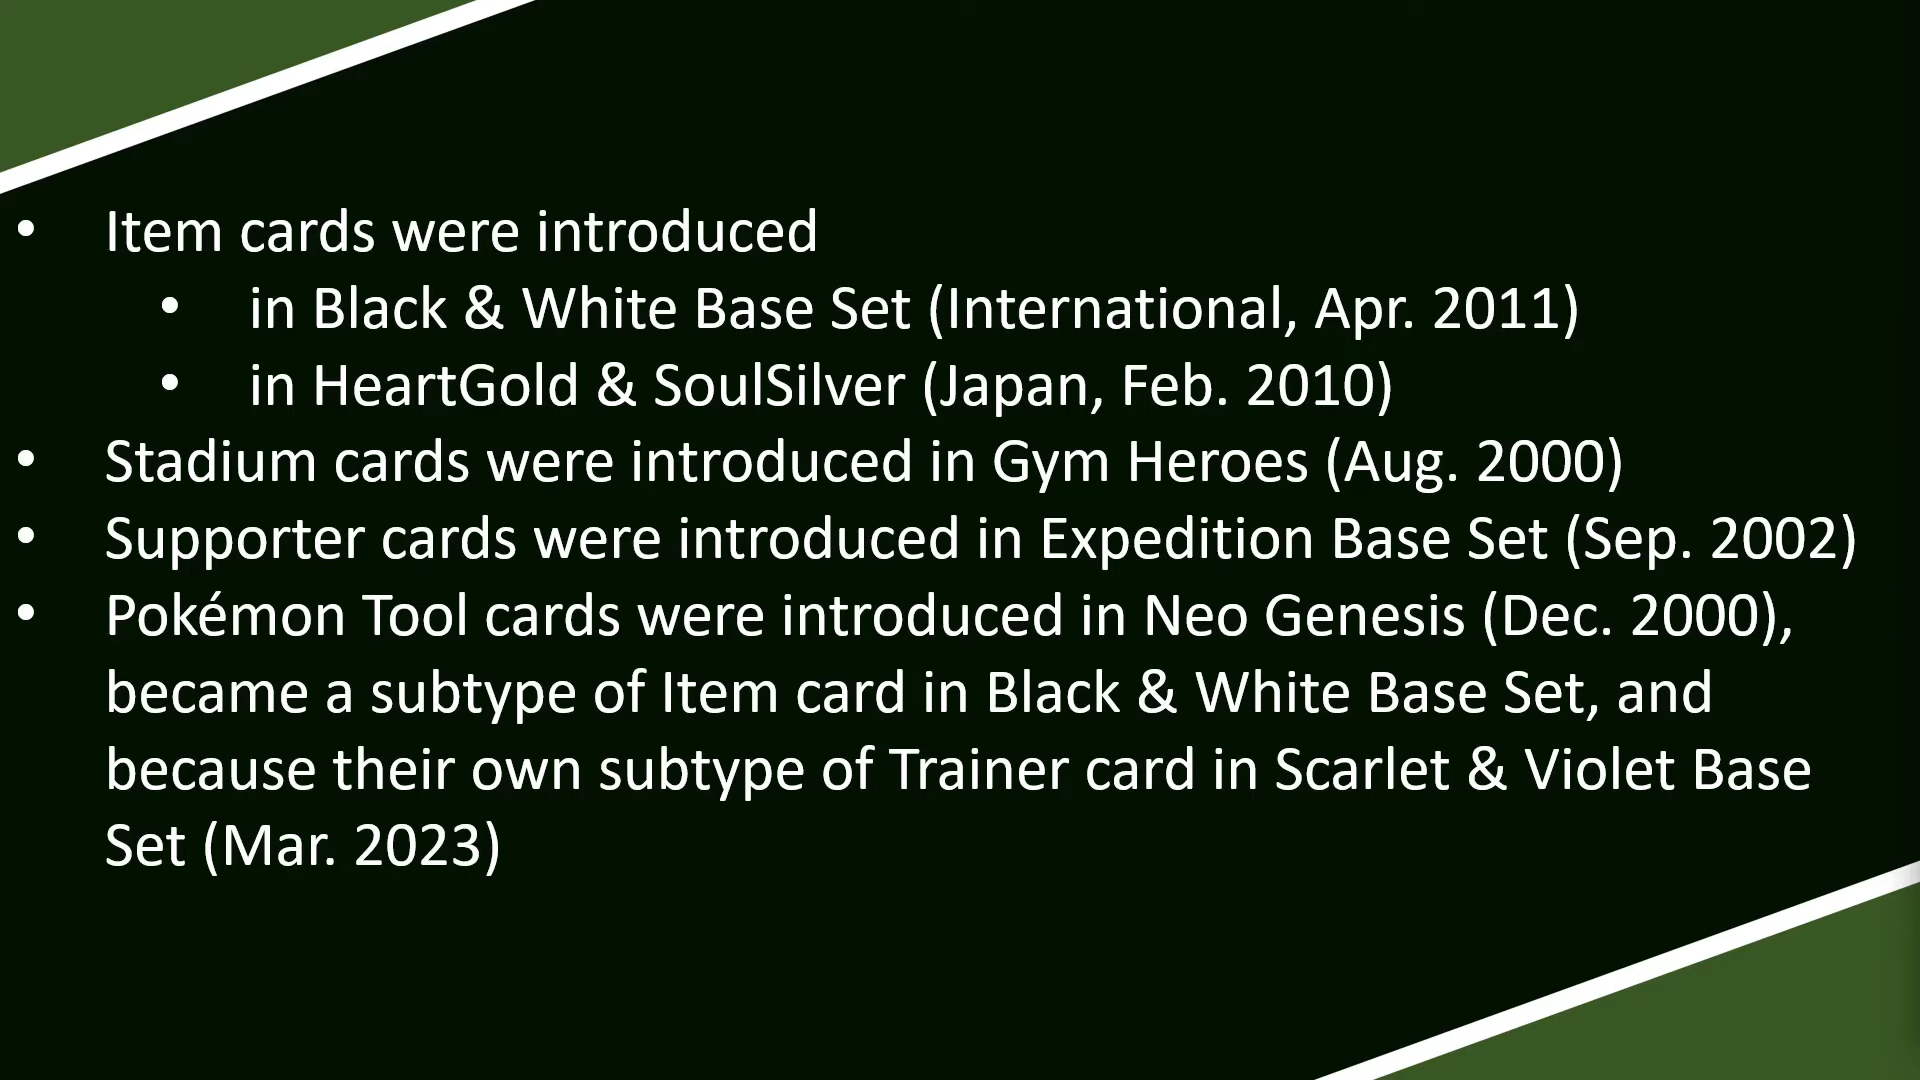 • Item cards were introduced
• in Black & White Base Set (International, Apr. 2011)
• in HeartGold & SoulSilver (Japan, Feb. 2010)
• Stadium cards were introduced in Gym Heroes (Aug. 2000)
• Supporter cards were introduced in Expedition Base Set (Sep. 2002)
• Pokémon Tool cards were introduced in Neo Genesis (Dec. 2000),
became a subtype of Item card in Black & White Base Set, and
because their own subtype of Trainer card in Scarlet & Violet Base
Set (Mar. 2023)